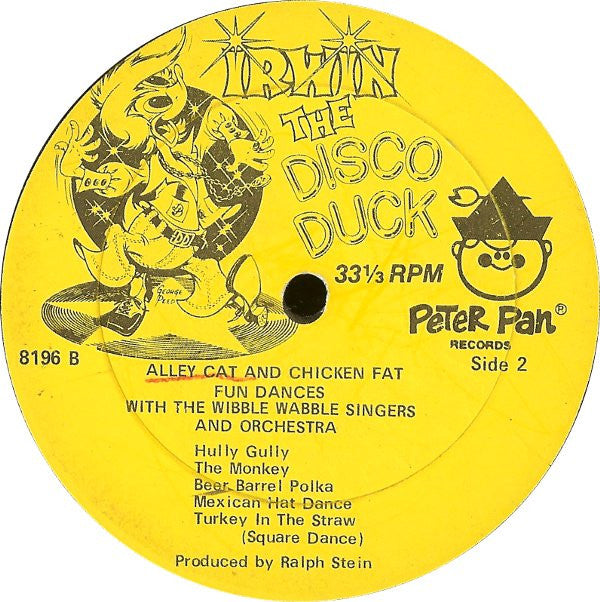 IRWIN
THE
DISCO
DUCK
GEORGE
PEED
33⅓ RPM
PETER PAN®
RECORDS
8196 B
Side 2
ALLEY CAT AND CHICKEN FAT
FUN DANCES
WITH THE WIBBLE WABBLE SINGERS
AND ORCHESTRA
Hully Gully
The Monkey
Beer Barrel Polka
Mexican Hat Dance
Turkey In The Straw
(Square Dance)
Produced by Ralph Stein